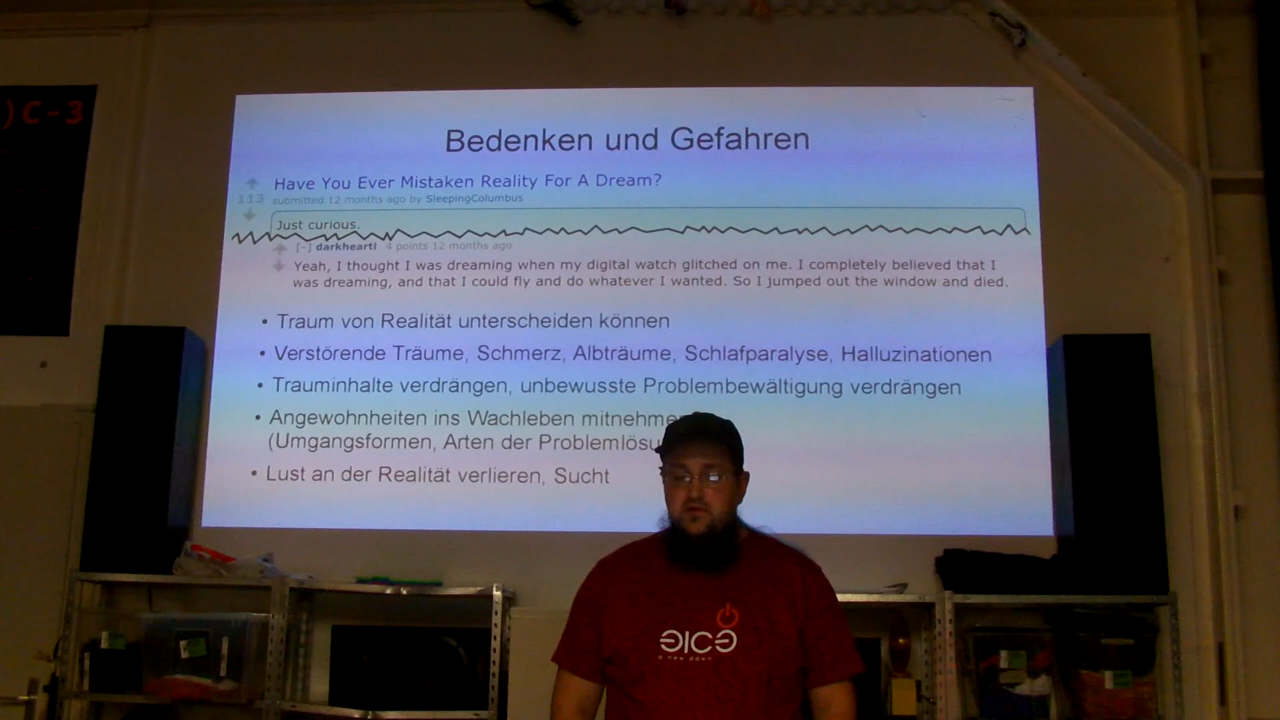 )C-3
Bedenken und Gefahren
Have You Ever Mistaken Reality For A Dream?
113
submitted 12 months ago by SleepingColumbus
Just curious.
[-] darkheartl 4 points 12 months ago
Yeah, I thought I was dreaming when my digital watch glitched on me. I completely believed that I
was dreaming, and that I could fly and do whatever I wanted. So I jumped out the window and died.
• Traum von Realität unterscheiden können
• Verstörende Träume, Schmerz, Albträume, Schlafparalyse, Halluzinationen
• Trauminhalte verdrängen, unbewusste Problembewältigung verdrängen
• Angewohnheiten ins Wachleben mitnehme
(Umgangsformen, Arten der Problemlösu
• Lust an der Realität verlieren, Sucht
a new dawn